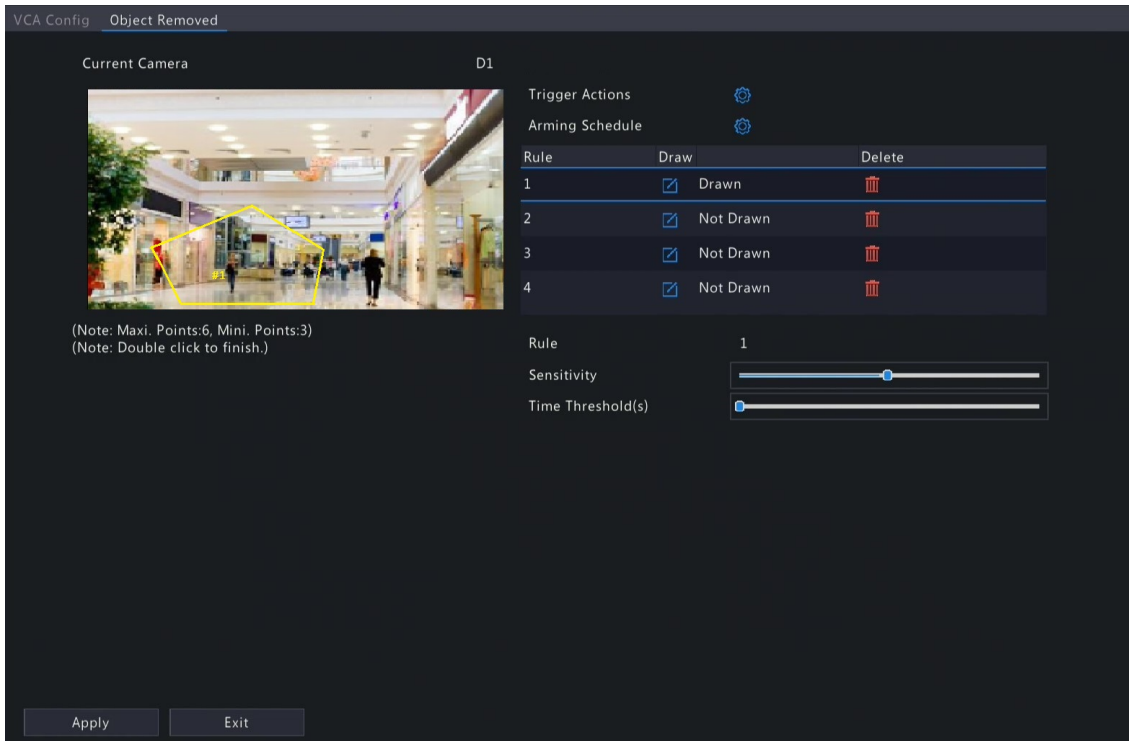 VCA Config Object Removed
Current Camera D1
#1
(Note: Maxi. Points:6, Mini. Points:3)
(Note: Double click to finish.)
Trigger Actions
Arming Schedule
Rule Draw Delete
1 Drawn
2 Not Drawn
3 Not Drawn
4 Not Drawn
Rule 1
Sensitivity
Time Threshold(s)
Apply Exit